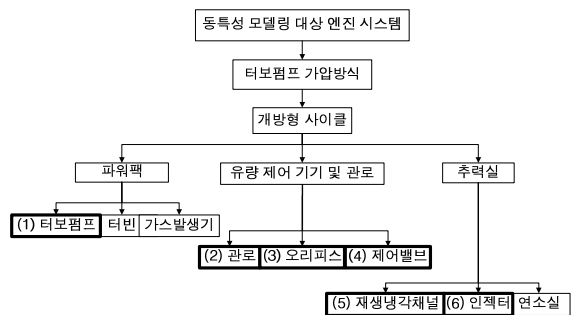 동특성 모델링 대상 엔진 시스템
터보펌프 가압방식
개방형 사이클
파워팩
유량 제어 기기 및 관로
추력실
(1) 터보펌프
터빈
가스발생기
(2) 관로
(3) 오리피스
(4) 제어밸브
(5) 재생냉각채널
(6) 인젝터
연소실